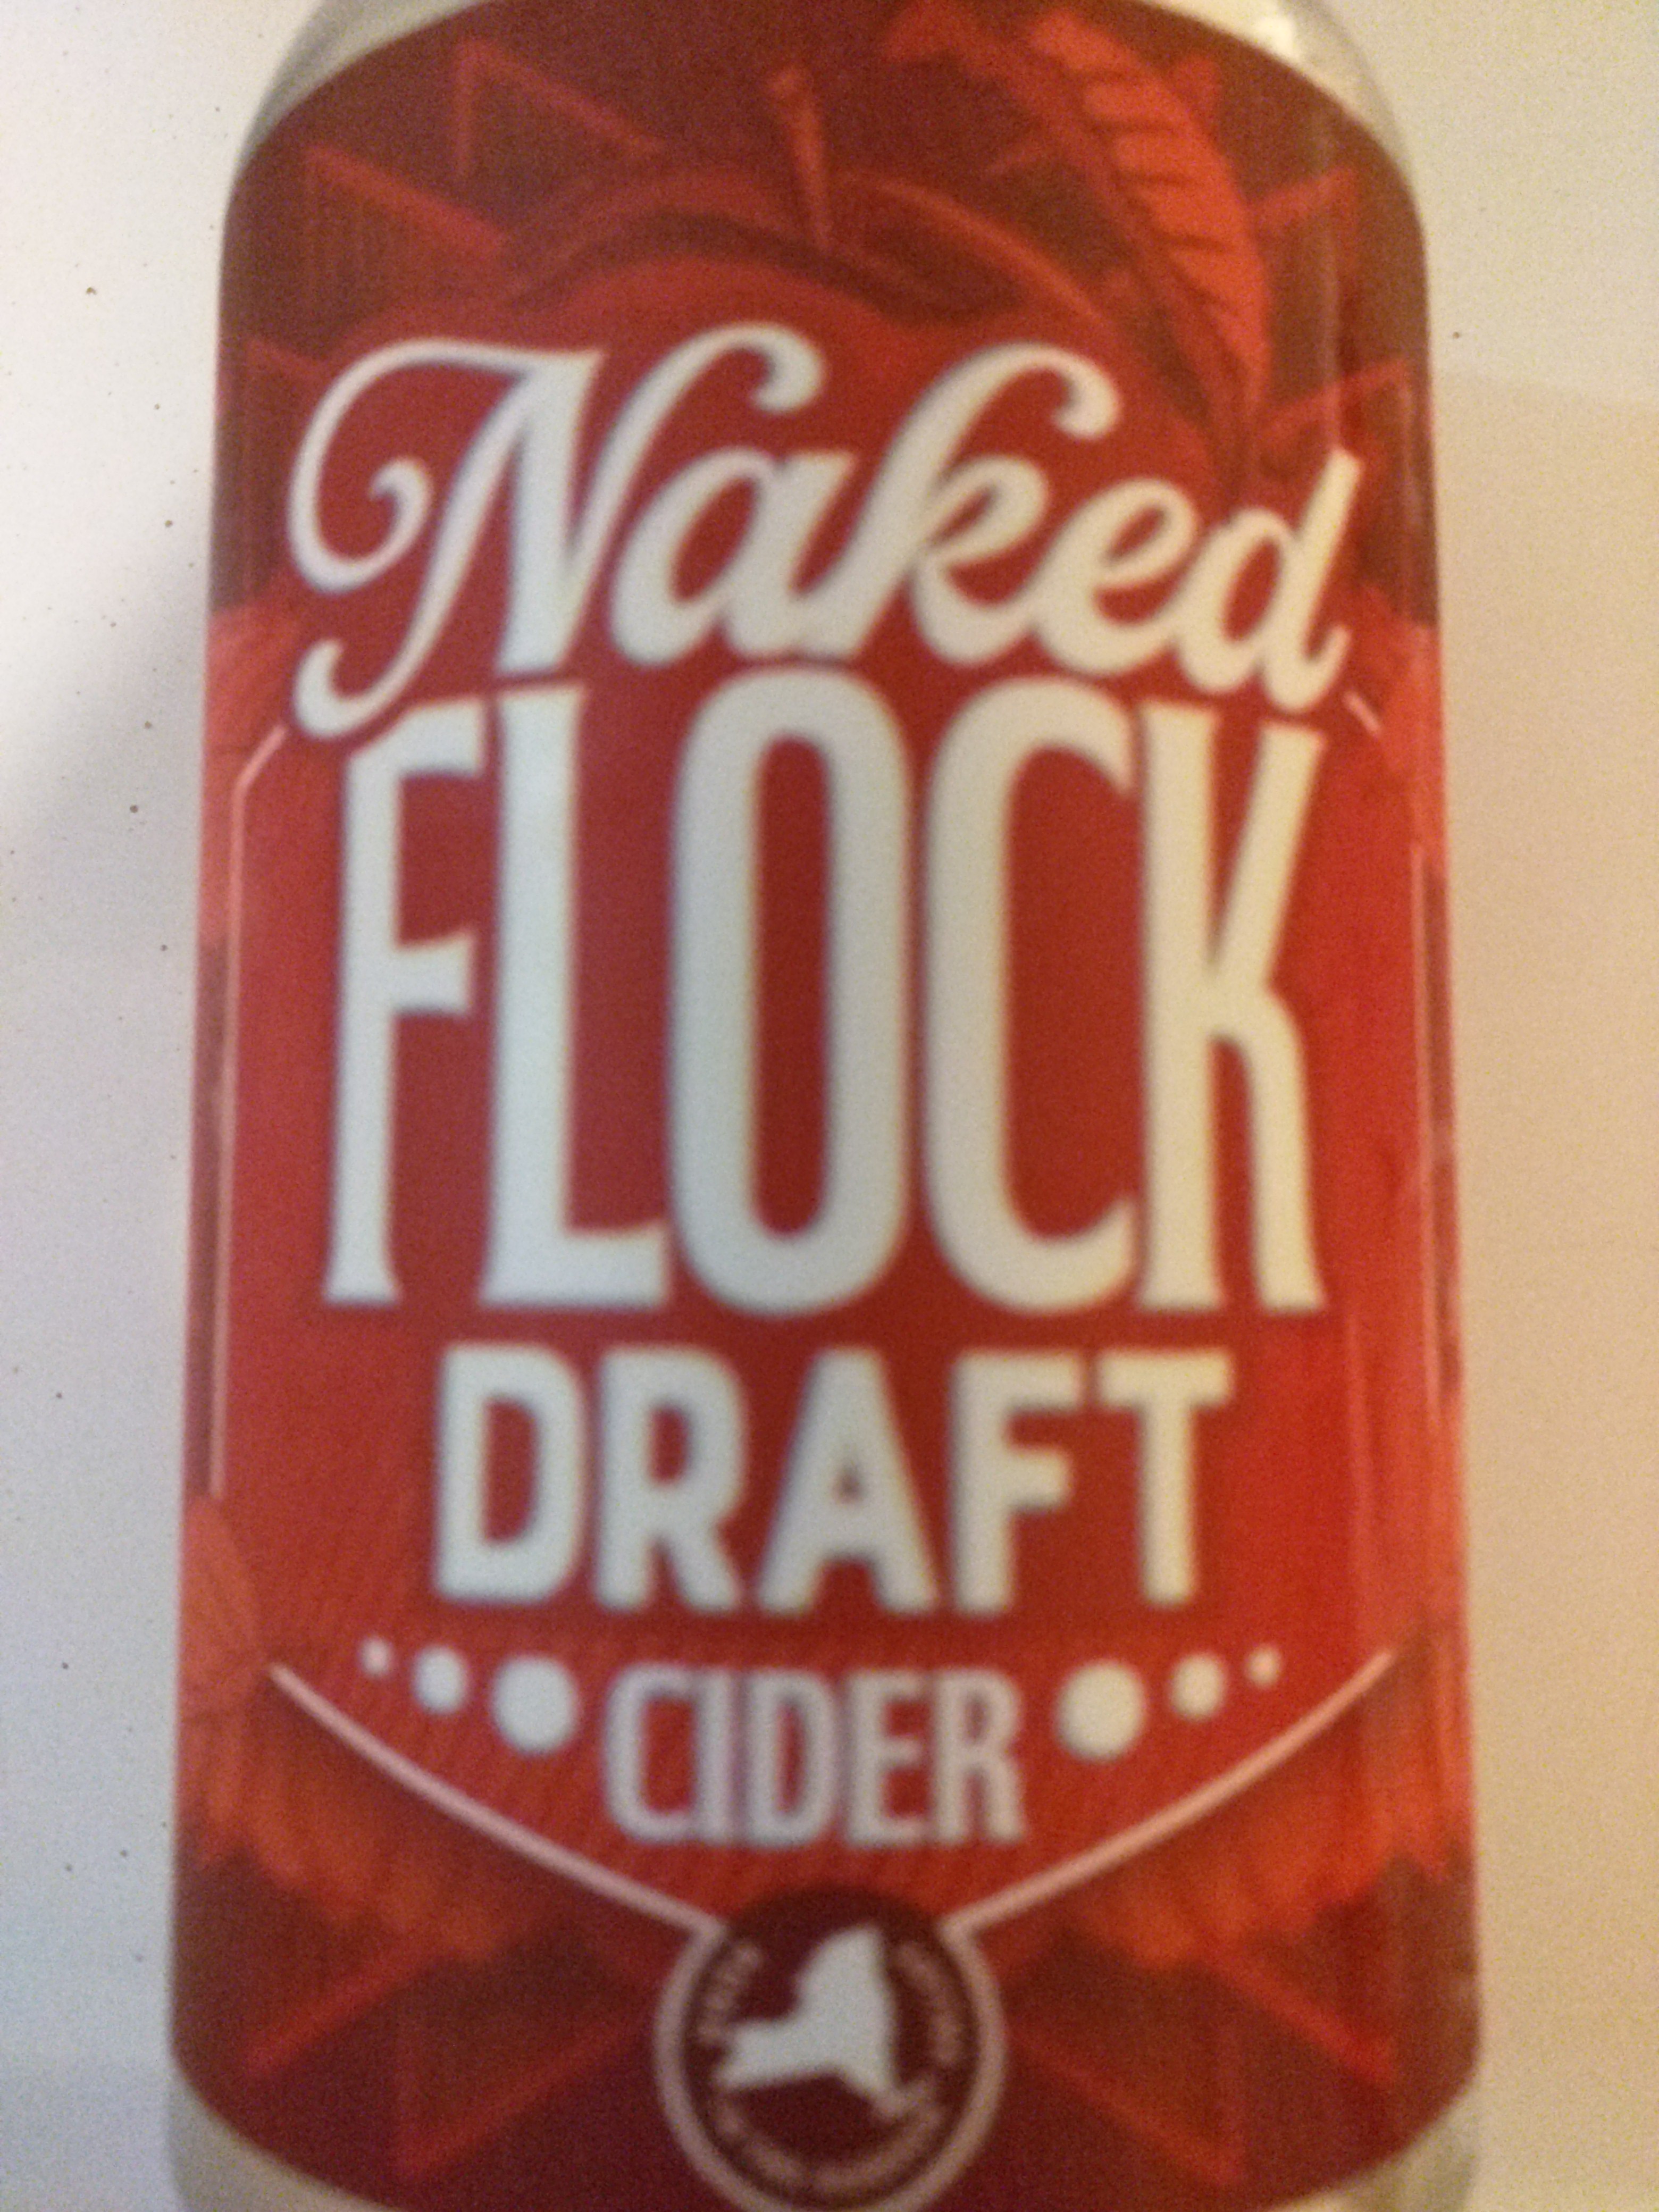 Naked
FLOCK
DRAFT
CIDER